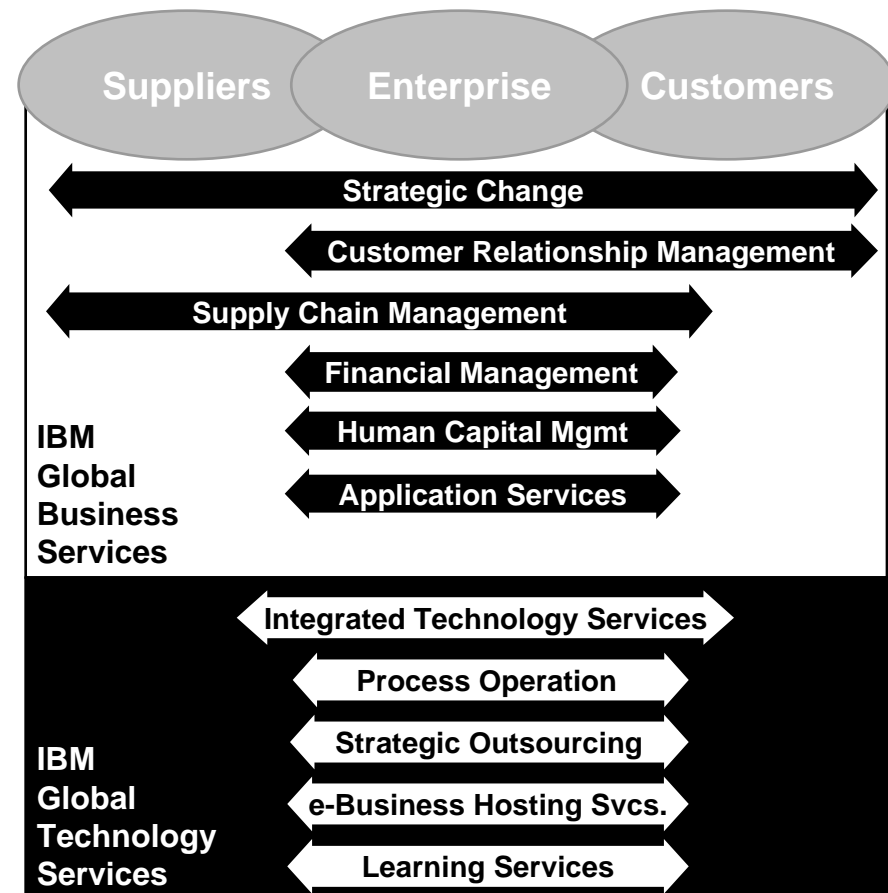 Suppliers Enterprise Customers
Strategic Change
Customer Relationship Management
Supply Chain Management
Financial Management
Human Capital Mgmt
Application Services
IBM
Global
Business
Services
Integrated Technology Services
Process Operation
Strategic Outsourcing
e-Business Hosting Svcs.
Learning Services
IBM
Global
Technology
Services